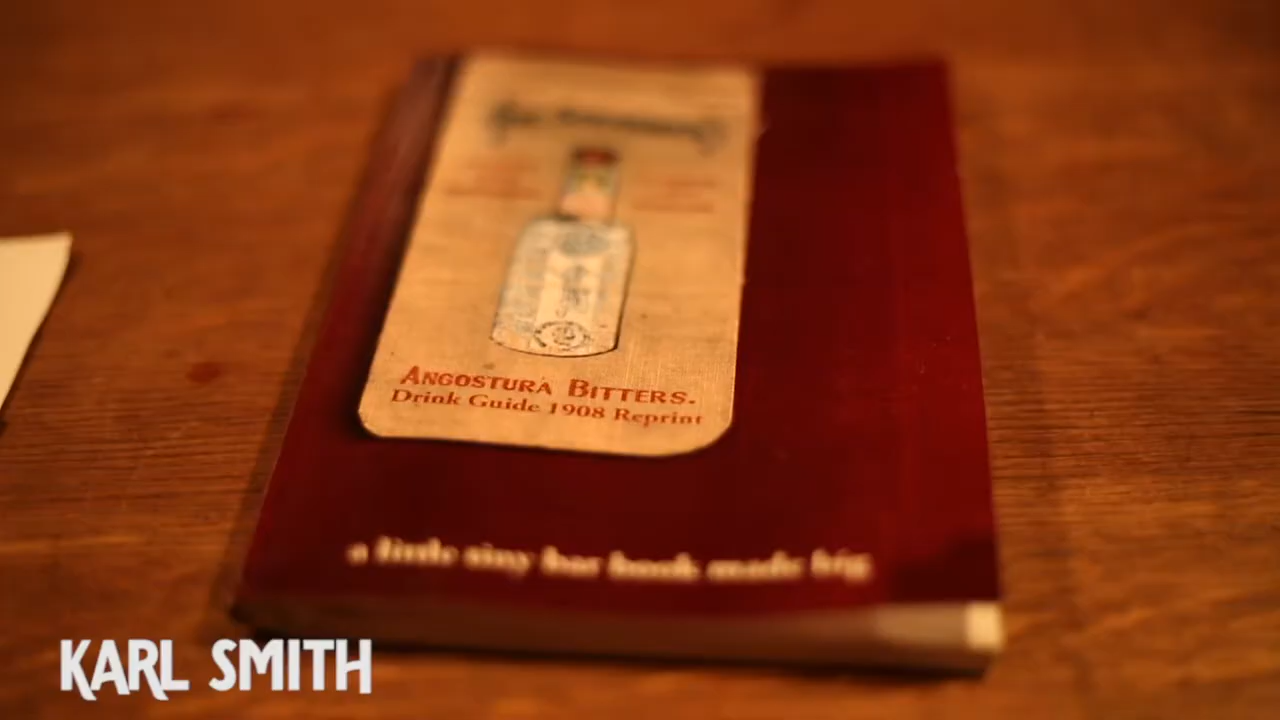 ANGOSTURA BITTERS.
Drink Guide 1908 Reprint
a little tiny bar book made big
KARL SMITH